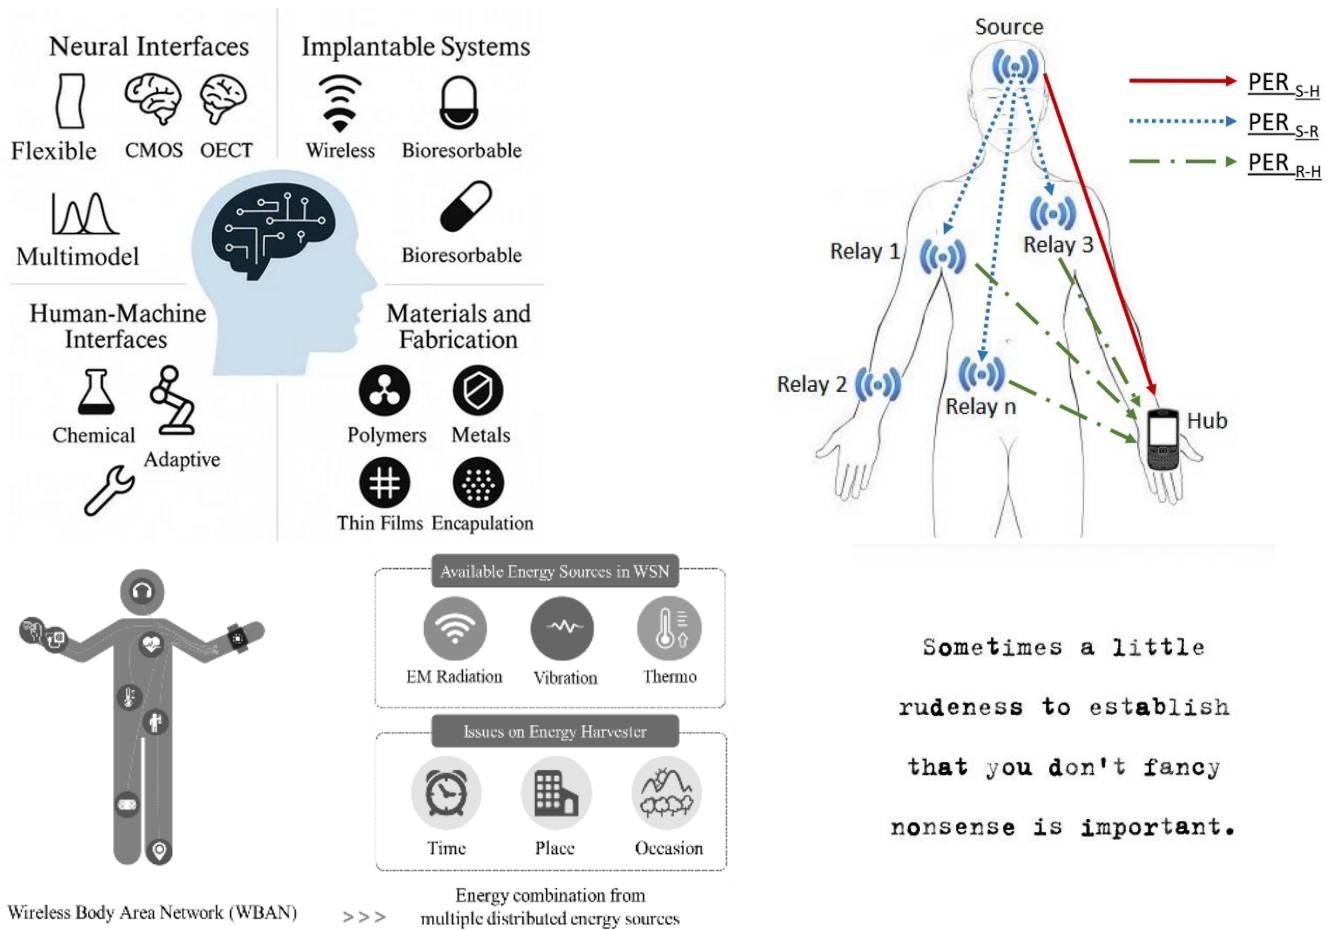 Neural Interfaces
Flexible
CMOS
OECT
Multimodel
Implantable Systems
Wireless
Bioresorbable
Bioresorbable
Human-Machine
Interfaces
Chemical
Adaptive
Materials and
Fabrication
Polymers
Metals
Thin Films
Encapulation
Source
PER S-H
PER S-R
PER R-H
Relay 1
Relay 3
Relay 2
Relay n
Hub
Available Energy Sources in WSN
EM Radiation
Vibration
Thermo
Issues on Energy Harvester
Time
Place
Occasion
Wireless Body Area Network (WBAN)
>>>
Energy combination from
multiple distributed energy sources
Sometimes a little
rudeness to establish
that you don't fancy
nonsense is important.